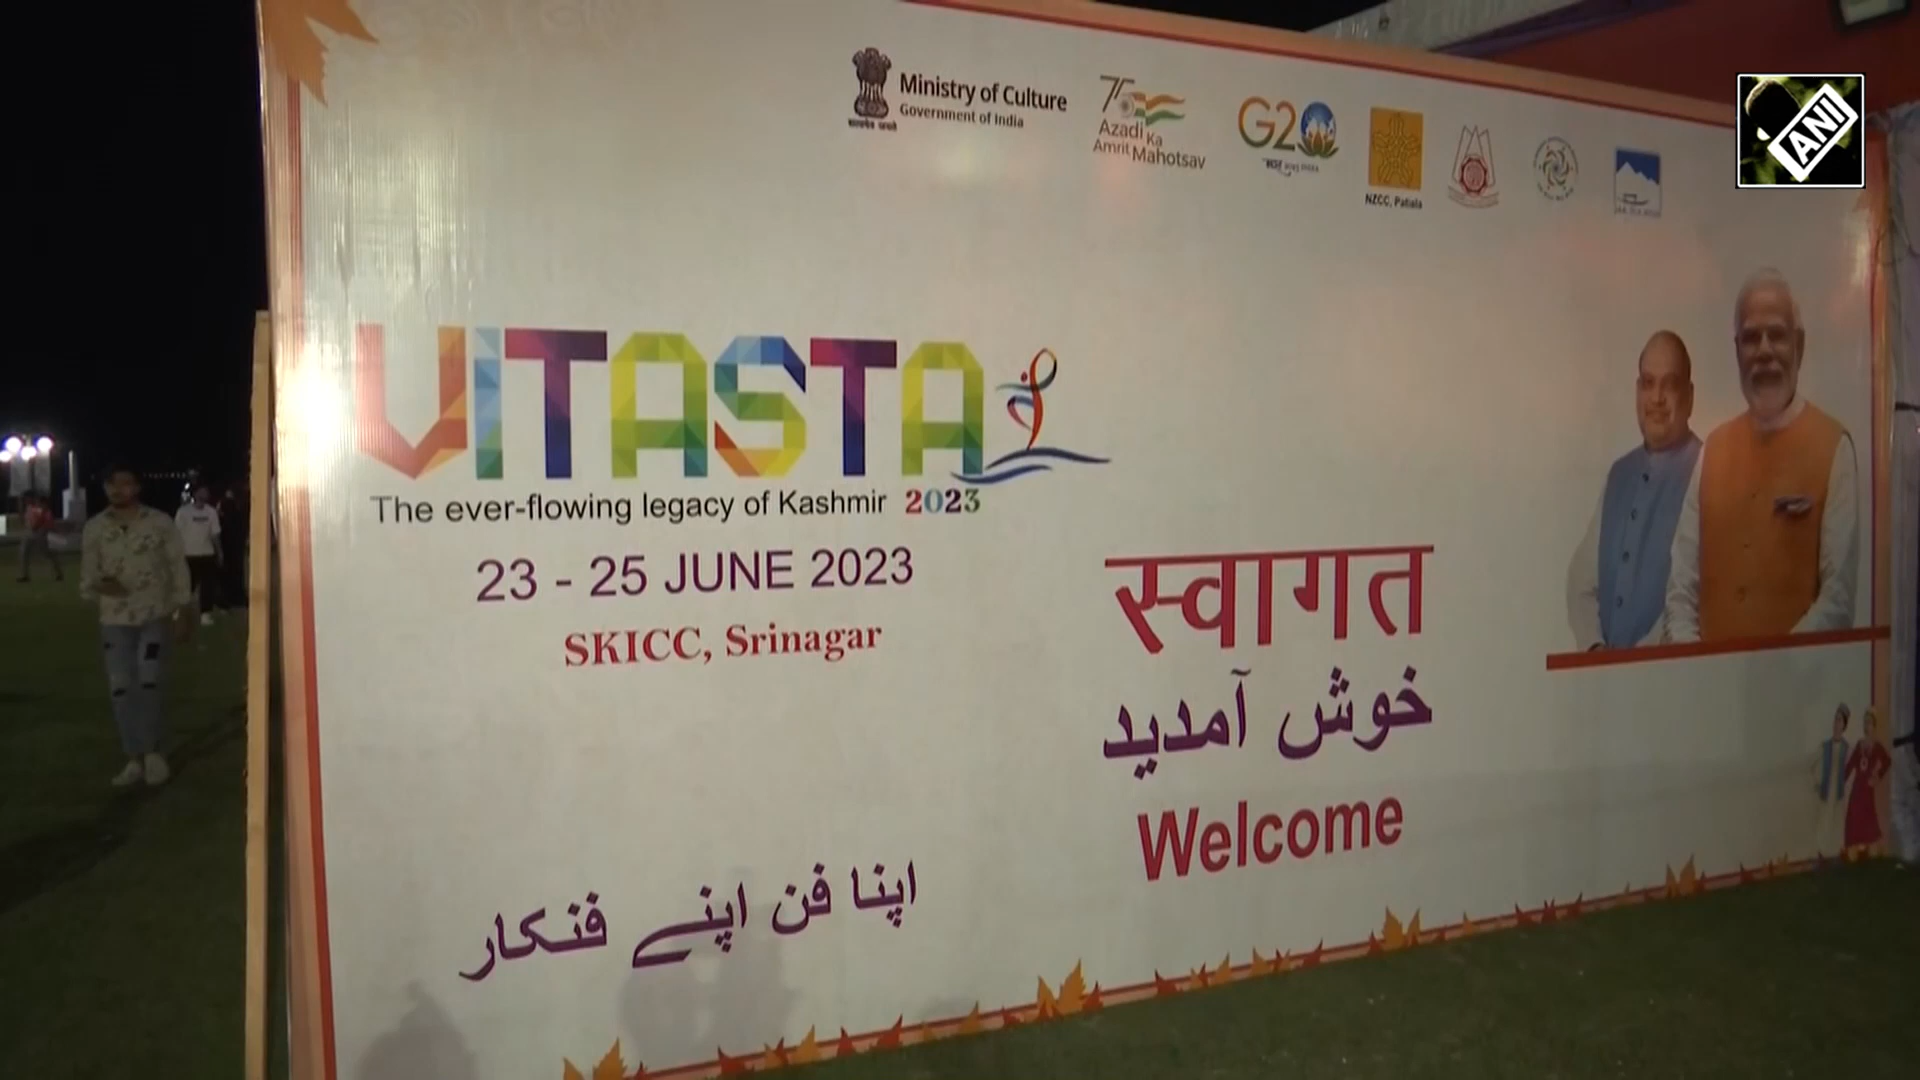 Ministry of Culture
Government of India
75
Azadi Ka
Amrit Mahotsav
G20
NZCC, Patiala
ANI
VITASTA
The ever-flowing legacy of Kashmir 2023
23 - 25 JUNE 2023
SKICC, Srinagar
स्वागत
خوش آمدید
Welcome
اپنا فن اپنے فنکار